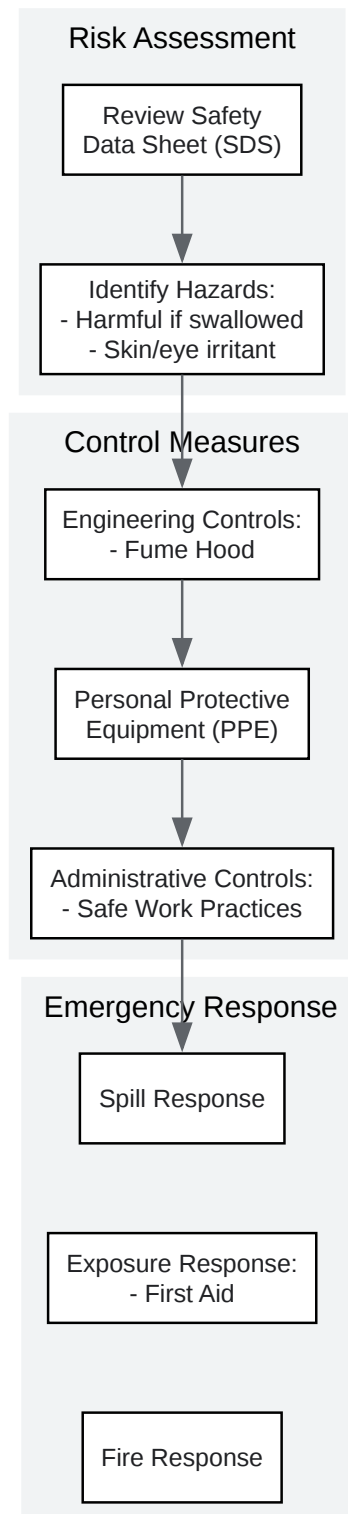 Risk Assessment
Review Safety
Data Sheet (SDS)
Identify Hazards:
- Harmful if swallowed
- Skin/eye irritant
Control Measures
Engineering Controls:
- Fume Hood
Personal Protective
Equipment (PPE)
Administrative Controls:
- Safe Work Practices
Emergency Response
Spill Response
Exposure Response:
- First Aid
Fire Response